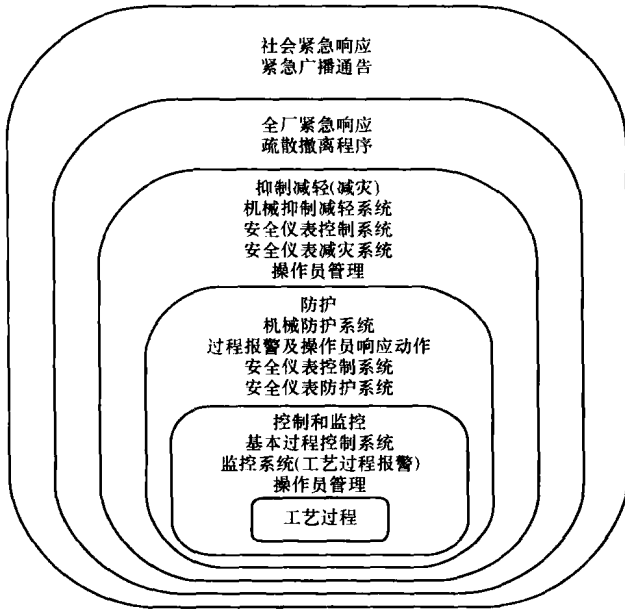 社会紧急响应
紧急广播通告
全厂紧急响应
疏散撤离程序
抑制减轻(减灾)
机械抑制减轻系统
安全仪表控制系统
安全仪表减灾系统
操作员管理
防护
机械防护系统
过程报警及操作员响应动作
安全仪表控制系统
安全仪表防护系统
控制和监控
基本过程控制系统
监控系统(工艺过程报警)
操作员管理
工艺过程